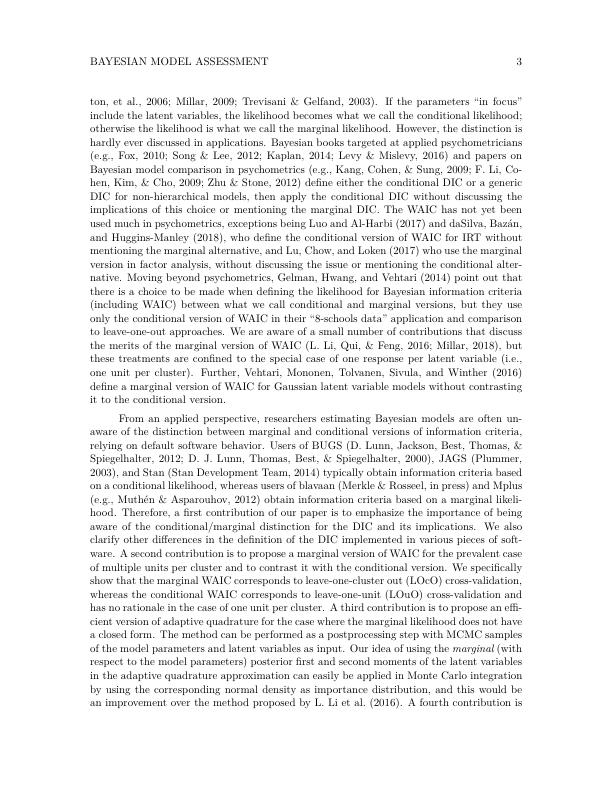 BAYESIAN MODEL ASSESSMENT 3
ton, et al., 2006; Millar, 2009; Trevisani & Gelfand, 2003). If the parameters “in focus”
include the latent variables, the likelihood becomes what we call the conditional likelihood;
otherwise the likelihood is what we call the marginal likelihood. However, the distinction is
hardly ever discussed in applications. Bayesian books targeted at applied psychometricians
(e.g., Fox, 2010; Song & Lee, 2012; Kaplan, 2014; Levy & Mislevy, 2016) and papers on
Bayesian model comparison in psychometrics (e.g., Kang, Cohen, & Sung, 2009; F. Li, Co-
hen, Kim, & Cho, 2009; Zhu & Stone, 2012) define either the conditional DIC or a generic
DIC for non-hierarchical models, then apply the conditional DIC without discussing the
implications of this choice or mentioning the marginal DIC. The WAIC has not yet been
used much in psychometrics, exceptions being Luo and Al-Harbi (2017) and daSilva, Bazán,
and Huggins-Manley (2018), who define the conditional version of WAIC for IRT without
mentioning the marginal alternative, and Lu, Chow, and Loken (2017) who use the marginal
version in factor analysis, without discussing the issue or mentioning the conditional alter-
native. Moving beyond psychometrics, Gelman, Hwang, and Vehtari (2014) point out that
there is a choice to be made when defining the likelihood for Bayesian information criteria
(including WAIC) between what we call conditional and marginal versions, but they use
only the conditional version of WAIC in their “8-schools data” application and comparison
to leave-one-out approaches. We are aware of a small number of contributions that discuss
the merits of the marginal version of WAIC (L. Li, Qui, & Feng, 2016; Millar, 2018), but
these treatments are confined to the special case of one response per latent variable (i.e.,
one unit per cluster). Further, Vehtari, Mononen, Tolvanen, Sivula, and Winther (2016)
define a marginal version of WAIC for Gaussian latent variable models without contrasting
it to the conditional version.
From an applied perspective, researchers estimating Bayesian models are often un-
aware of the distinction between marginal and conditional versions of information criteria,
relying on default software behavior. Users of BUGS (D. Lunn, Jackson, Best, Thomas, &
Spiegelhalter, 2012; D. J. Lunn, Thomas, Best, & Spiegelhalter, 2000), JAGS (Plummer,
2003), and Stan (Stan Development Team, 2014) typically obtain information criteria based
on a conditional likelihood, whereas users of blavaan (Merkle & Rosseel, in press) and Mplus
(e.g., Muthén & Asparouhov, 2012) obtain information criteria based on a marginal likeli-
hood. Therefore, a first contribution of our paper is to emphasize the importance of being
aware of the conditional/marginal distinction for the DIC and its implications. We also
clarify other differences in the definition of the DIC implemented in various pieces of soft-
ware. A second contribution is to propose a marginal version of WAIC for the prevalent case
of multiple units per cluster and to contrast it with the conditional version. We specifically
show that the marginal WAIC corresponds to leave-one-cluster out (LOcO) cross-validation,
whereas the conditional WAIC corresponds to leave-one-unit (LOuO) cross-validation and
has no rationale in the case of one unit per cluster. A third contribution is to propose an effi-
cient version of adaptive quadrature for the case where the marginal likelihood does not have
a closed form. The method can be performed as a postprocessing step with MCMC samples
of the model parameters and latent variables as input. Our idea of using the marginal (with
respect to the model parameters) posterior first and second moments of the latent variables
in the adaptive quadrature approximation can easily be applied in Monte Carlo integration
by using the corresponding normal density as importance distribution, and this would be
an improvement over the method proposed by L. Li et al. (2016). A fourth contribution is